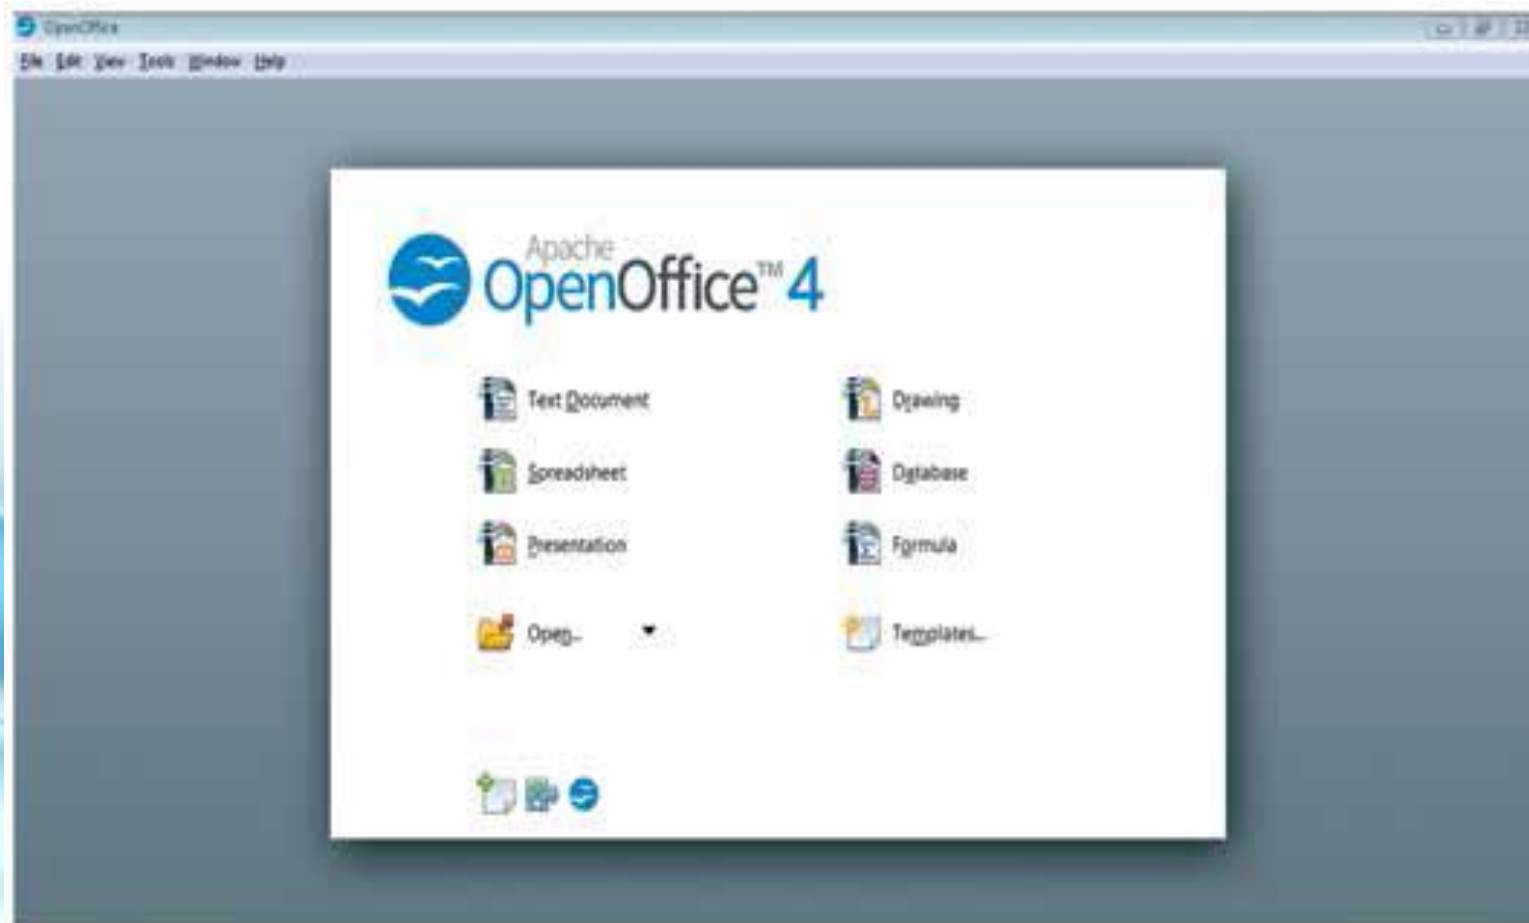 OpenOffice
File Edit View Tools Window Help
Apache
OpenOffice™ 4
Text Document
Drawing
Spreadsheet
Database
Presentation
Formula
Open...
Templates...